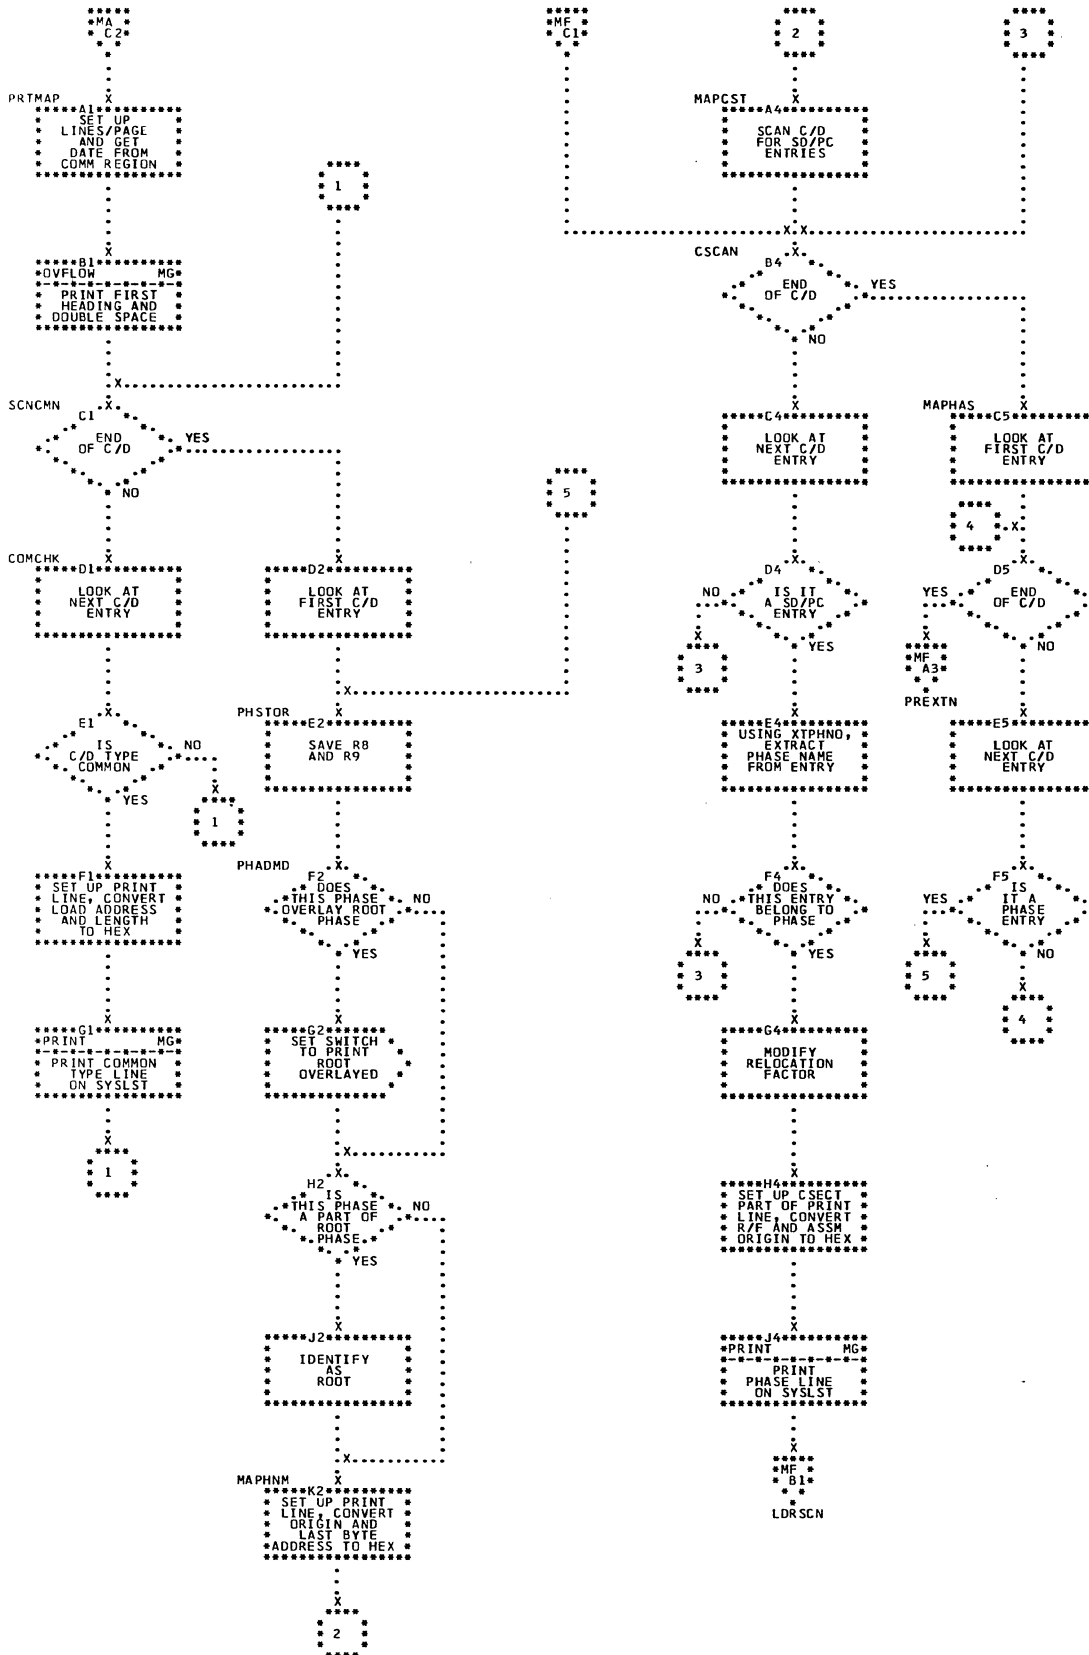 MA
C2
PRTMAP
A1
SET UP
LINES/PAGE
AND GET
DATE FROM
COMM REGION
1
B1
OVFLOW MG
PRINT FIRST
HEADING AND
DOUBLE SPACE
SCNCMN
C1
END
OF C/D
YES
NO
COMCHK
D1
LOOK AT
NEXT C/D
ENTRY
D2
LOOK AT
FIRST C/D
ENTRY
5
E1
IS
C/D TYPE
COMMON
NO
YES
1
PHSTOR
E2
SAVE R8
AND R9
F1
SET UP PRINT
LINE, CONVERT
LOAD ADDRESS
AND LENGTH
TO HEX
PHADMD
F2
DOES
THIS PHASE
OVERLAY ROOT
PHASE
NO
YES
G1
PRINT MG
PRINT COMMON
TYPE LINE
ON SYSLST
1
G2
SET SWITCH
TO PRINT
ROOT
OVERLAYED
H2
IS
THIS PHASE
A PART OF
ROOT
PHASE
NO
YES
J2
IDENTIFY
AS
ROOT
MAPHNM
K2
SET UP PRINT
LINE, CONVERT
ORIGIN AND
LAST BYTE
ADDRESS TO HEX
2
MF
C1
2
3
MAPCST
A4
SCAN C/D
FOR SD/PC
ENTRIES
CSCAN
B4
END
OF C/D
YES
NO
C4
LOOK AT
NEXT C/D
ENTRY
MAPHAS
C5
LOOK AT
FIRST C/D
ENTRY
4
D4
IS IT
A SD/PC
ENTRY
NO
YES
3
D5
END
OF C/D
YES
NO
MF
A3
PREXTN
E4
USING XTPHNO,
EXTRACT
PHASE NAME
FROM ENTRY
E5
LOOK AT
NEXT C/D
ENTRY
F4
DOES
THIS ENTRY
BELONG TO
PHASE
NO
YES
3
F5
IS
IT A
PHASE
ENTRY
YES
NO
5
4
G4
MODIFY
RELOCATION
FACTOR
H4
SET UP CSECT
PART OF PRINT
LINE, CONVERT
R/F AND ASSM
ORIGIN TO HEX
J4
PRINT MG
PRINT
PHASE LINE
ON SYSLST
MF
B1
LDRSCN